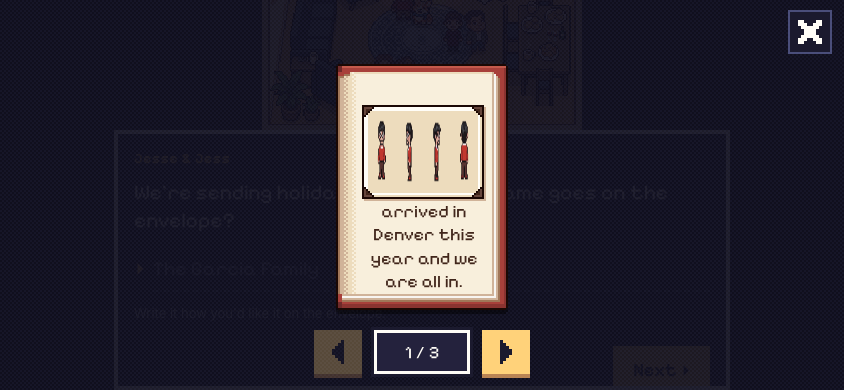 Jesse & Jess
We're sending holida
ame goes on the
envelope?
The Garcia Family
arrived in
Denver this
year and we
are all in.
Write it how you'd like it on the envelope.
1/3
Next